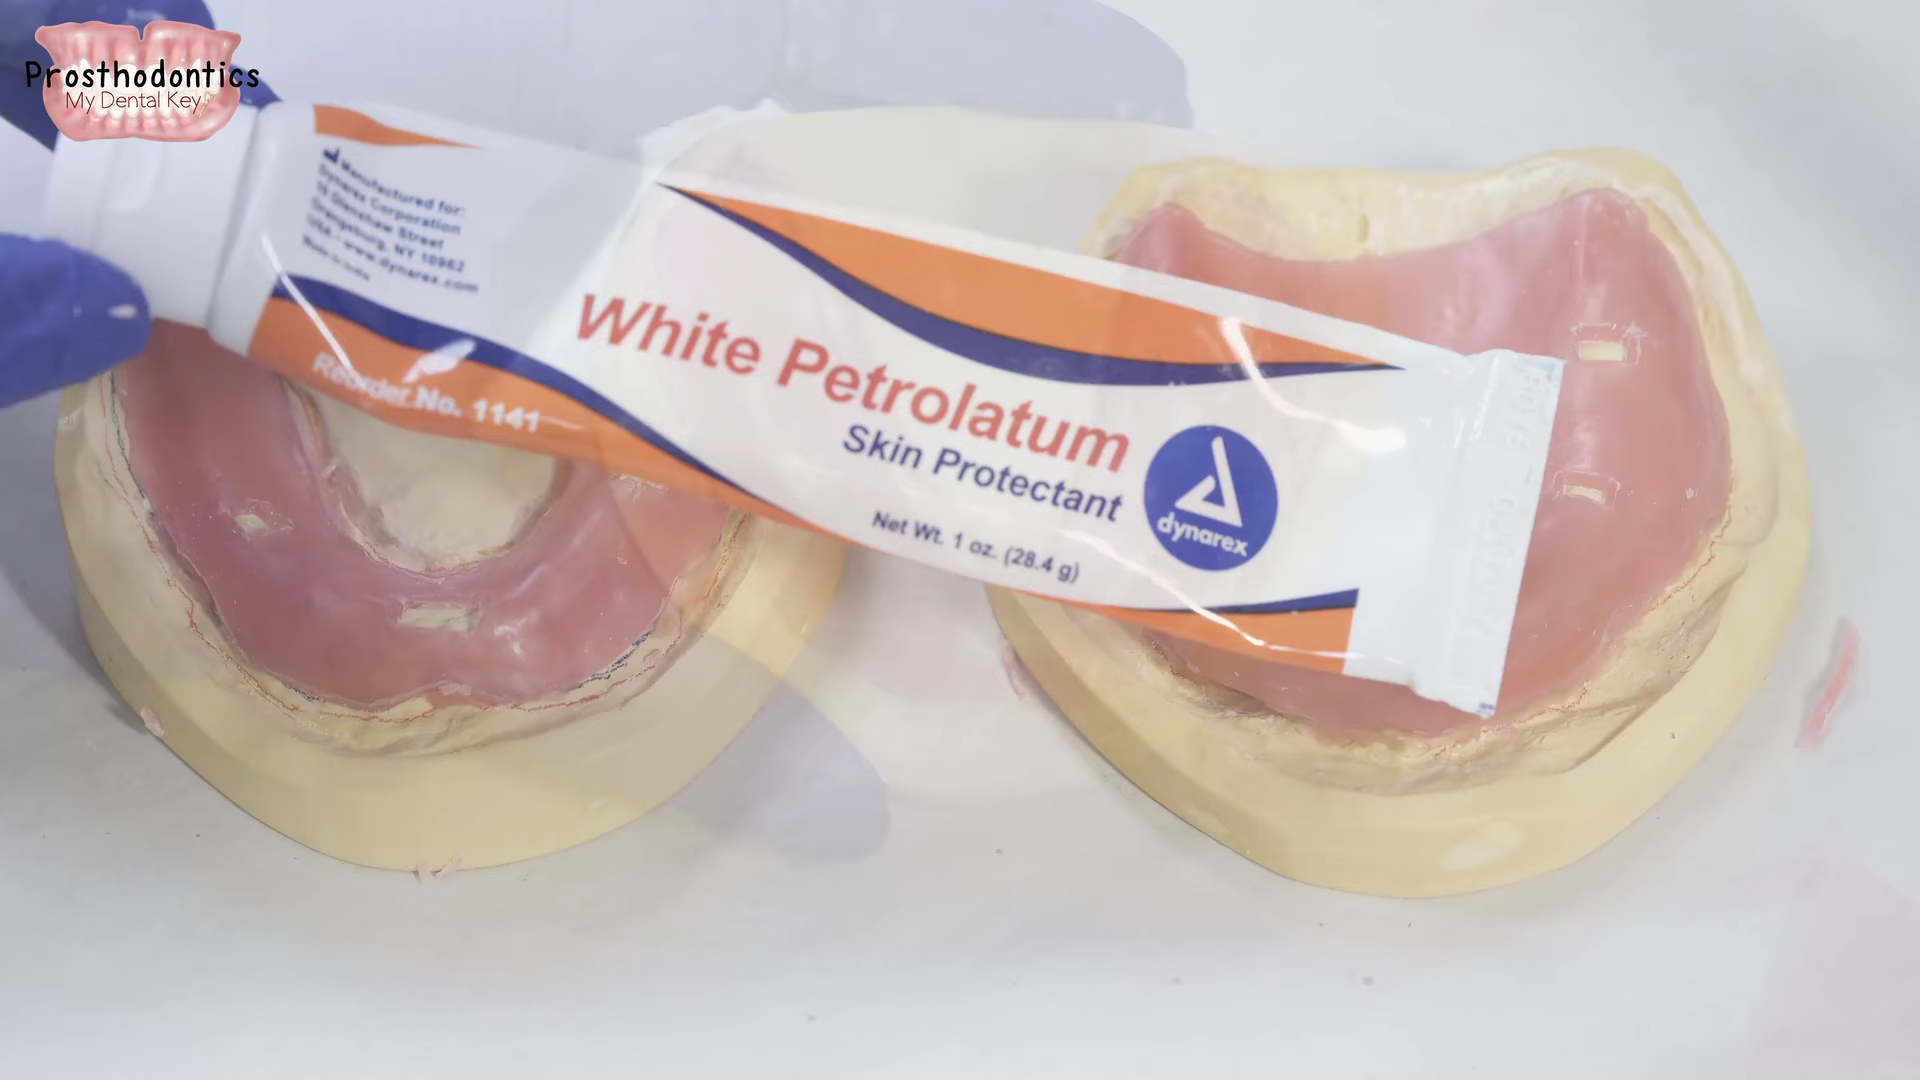 Prosthodontics
My Dental Key
Manufactured for:
Dynarex Corporation
10 Glenshaw Street
Orangeburg, NY 10962
USA • www.dynarex.com
Made in India
Reorder No. 1141
White Petrolatum
Skin Protectant
Net Wt. 1 oz. (28.4 g)
dynarex